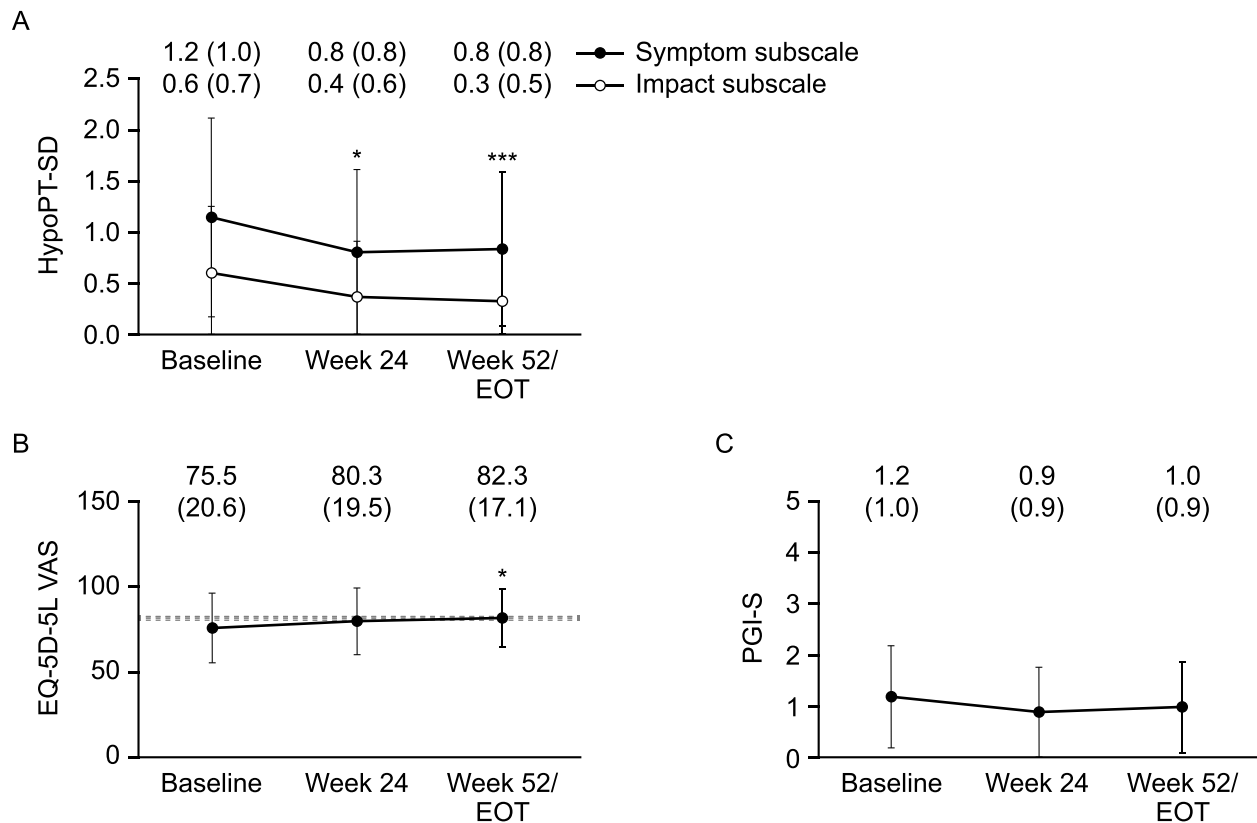 A
1.2 (1.0) 0.8 (0.8) 0.8 (0.8) Symptom subscale
0.6 (0.7) 0.4 (0.6) 0.3 (0.5) Impact subscale
2.5
2.0
1.5
1.0
0.5
0.0
HypoPT-SD
* ***
Baseline Week 24 Week 52/
EOT
B
75.5 80.3 82.3
(20.6) (19.5) (17.1)
150
100
50
0
EQ-5D-5L VAS
*
Baseline Week 24 Week 52/
EOT
C
1.2 0.9 1.0
(1.0) (0.9) (0.9)
5
4
3
2
1
0
PGI-S
Baseline Week 24 Week 52/
EOT